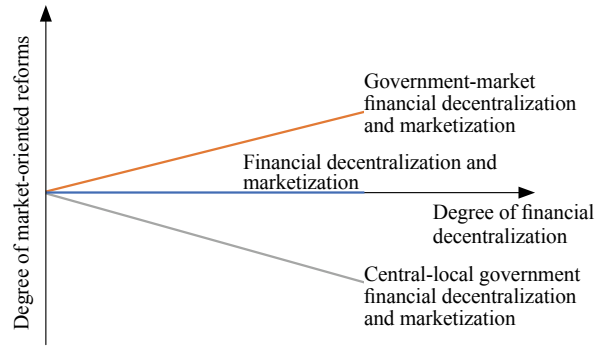 Degree of market-oriented reforms
Government-market
financial decentralization
and marketization
Financial decentralization and
marketization
Degree of financial
decentralization
Central-local government
financial decentralization
and marketization